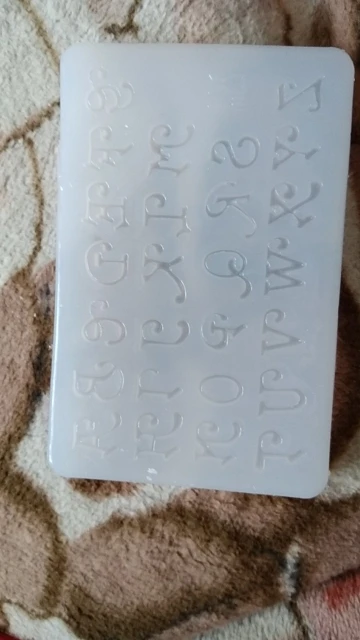 A B C D E F G
H I J K L M
N O P Q R S
T U V W X Y Z